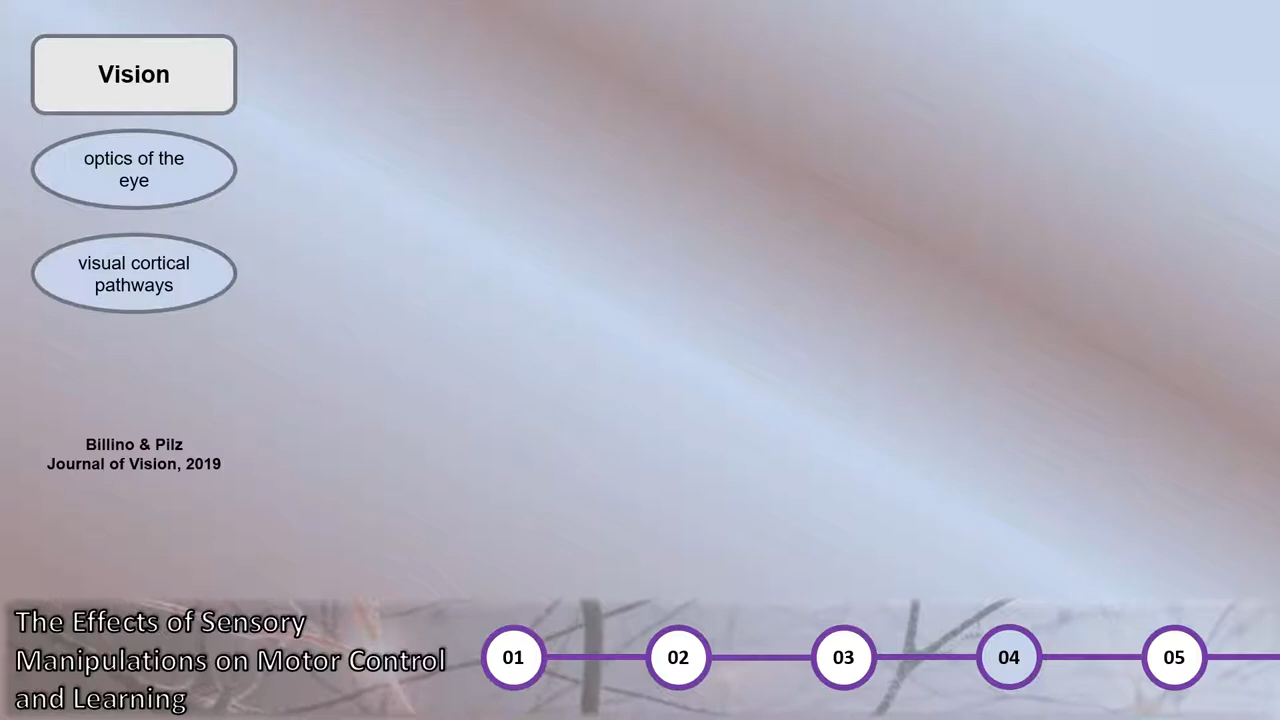 Vision
optics of the
eye
visual cortical
pathways
Billino & Pilz
Journal of Vision, 2019
The Effects of Sensory
Manipulations on Motor Control
and Learning
01
02
03
04
05